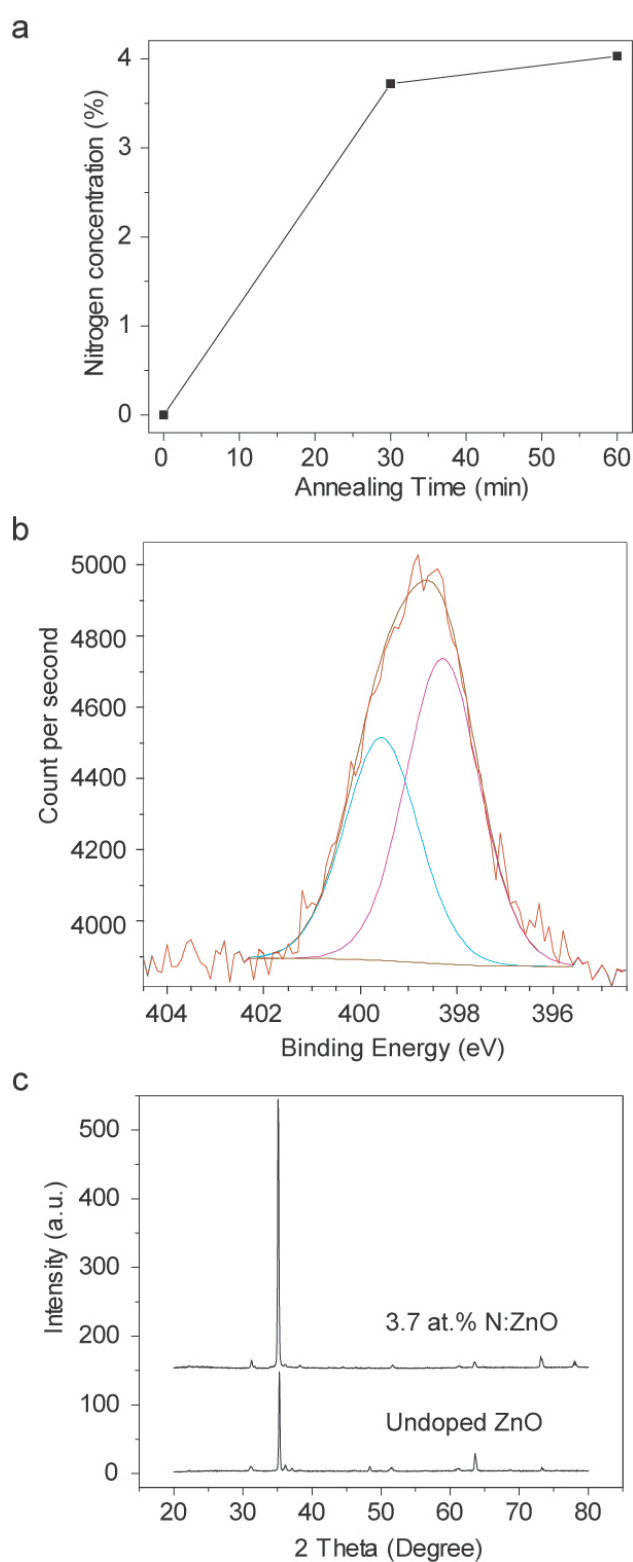 a
4
3
2
1
0
Nitrogen concentration (%)
0 10 20 30 40 50 60
Annealing Time (min)
b
5000
4800
4600
4400
4200
4000
Count per second
404 402 400 398 396
Binding Energy (eV)
c
500
400
300
200
100
0
Intensity (a.u.)
3.7 at.% N:ZnO
Undoped ZnO
20 30 40 50 60 70 80
2 Theta (Degree)